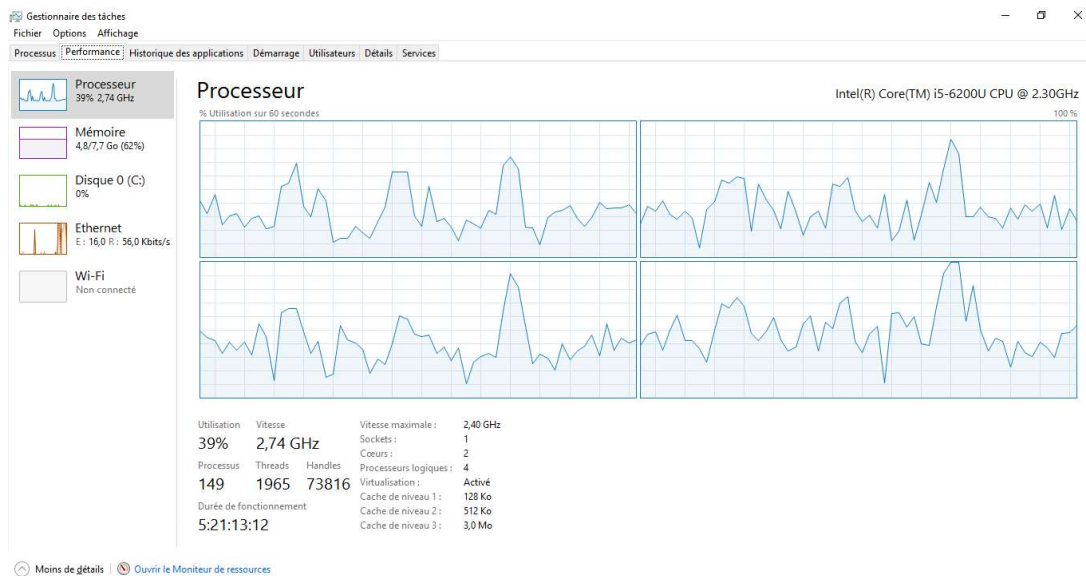 Gestionnaire des tâches
Fichier Options Affichage
Processus Performance Historique des applications Démarrage Utilisateurs Détails Services
Processeur
39% 2,74 GHz
Mémoire
4,8/7,7 Go (62%)
Disque 0 (C:)
0%
Ethernet
E : 16,0 R : 56,0 Kbits/s
Wi-Fi
Non connecté
Processeur
Intel(R) Core(TM) i5-6200U CPU @ 2.30GHz
% Utilisation sur 60 secondes
100 %
Utilisation Vitesse
39% 2,74 GHz
Processus Threads Handles
149 1965 73816
Durée de fonctionnement
5:21:13:12
Vitesse maximale : 2,40 GHz
Sockets : 1
Cœurs : 2
Processeurs logiques : 4
Virtualisation : Activé
Cache de niveau 1 : 128 Ko
Cache de niveau 2 : 512 Ko
Cache de niveau 3 : 3,0 Mo
Moins de détails Ouvrir le Moniteur de ressources